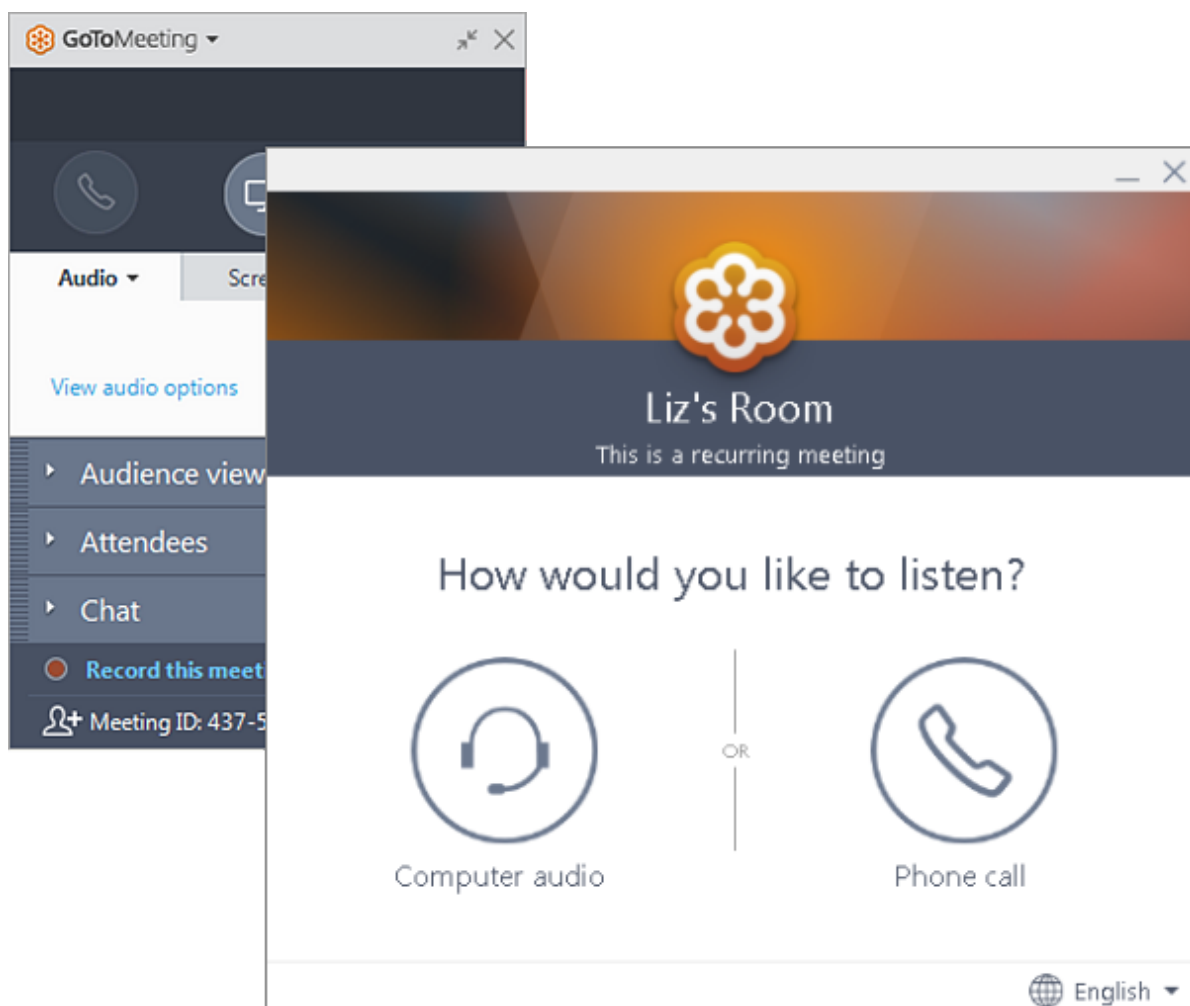 GoToMeeting
Audio
Scre
View audio options
Audience view
Attendees
Chat
Record this meet
Meeting ID: 437-5
Liz's Room
This is a recurring meeting
How would you like to listen?
OR
Computer audio
Phone call
English